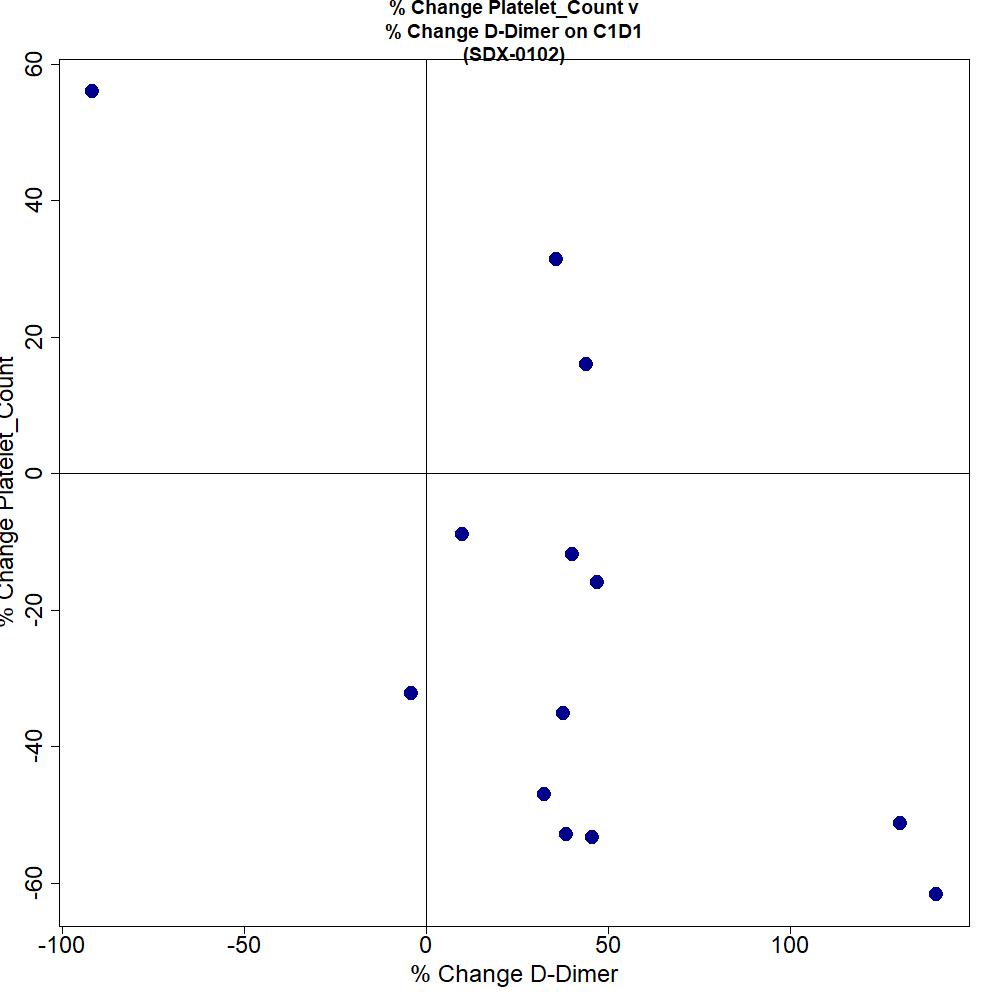 % Change Platelet_Count v
% Change D-Dimer on C1D1
(SDX-0102)
60
40
20
0
-20
-40
-60
% Change Platelet_Count
-100
-50
0
50
100
% Change D-Dimer